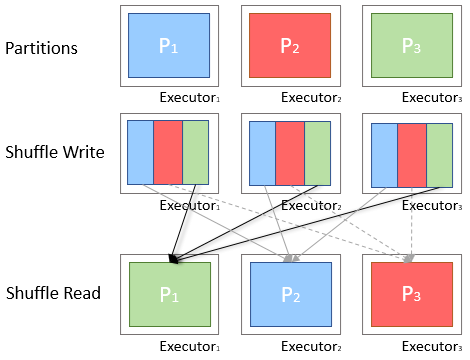 Partitions P₁ P₂ P₃
Executor₁ Executor₂ Executor₃
Shuffle Write
Executor₁ Executor₂ Executor₃
Shuffle Read P₁ P₂ P₃
Executor₁ Executor₂ Executor₃